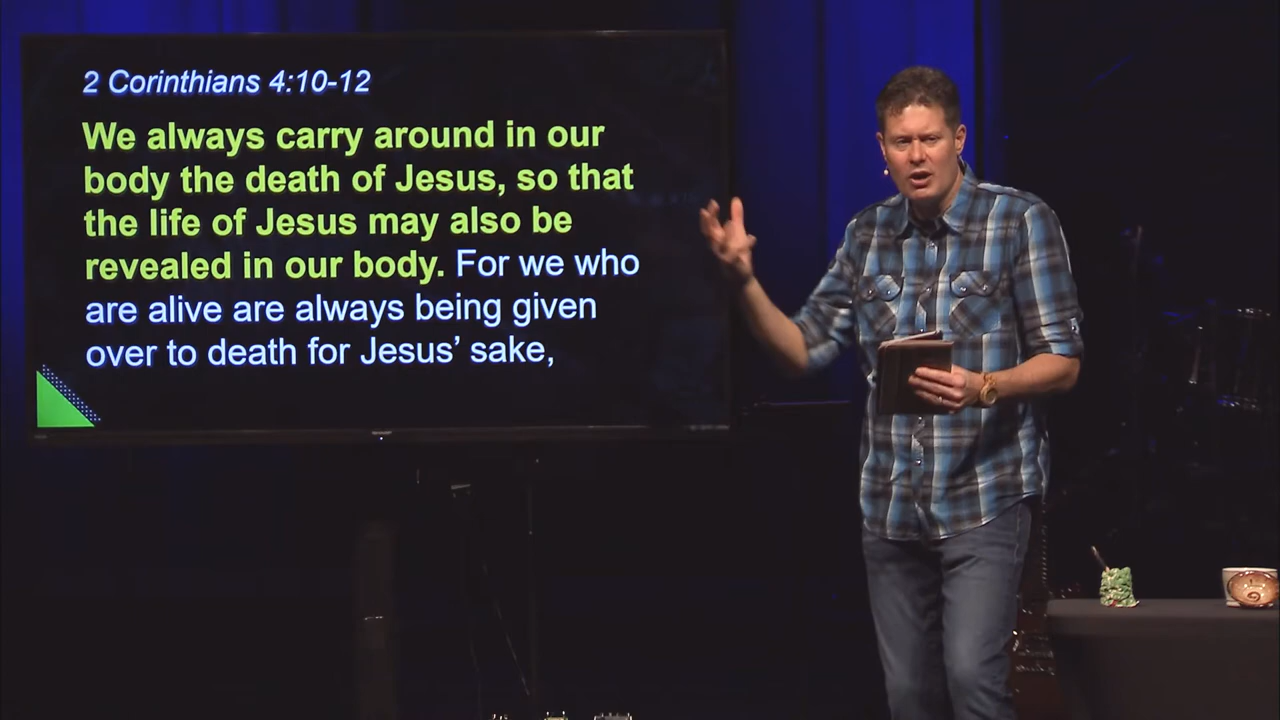 2 Corinthians 4:10-12
We always carry around in our
body the death of Jesus, so that
the life of Jesus may also be
revealed in our body. For we who
are alive are always being given
over to death for Jesus’ sake,